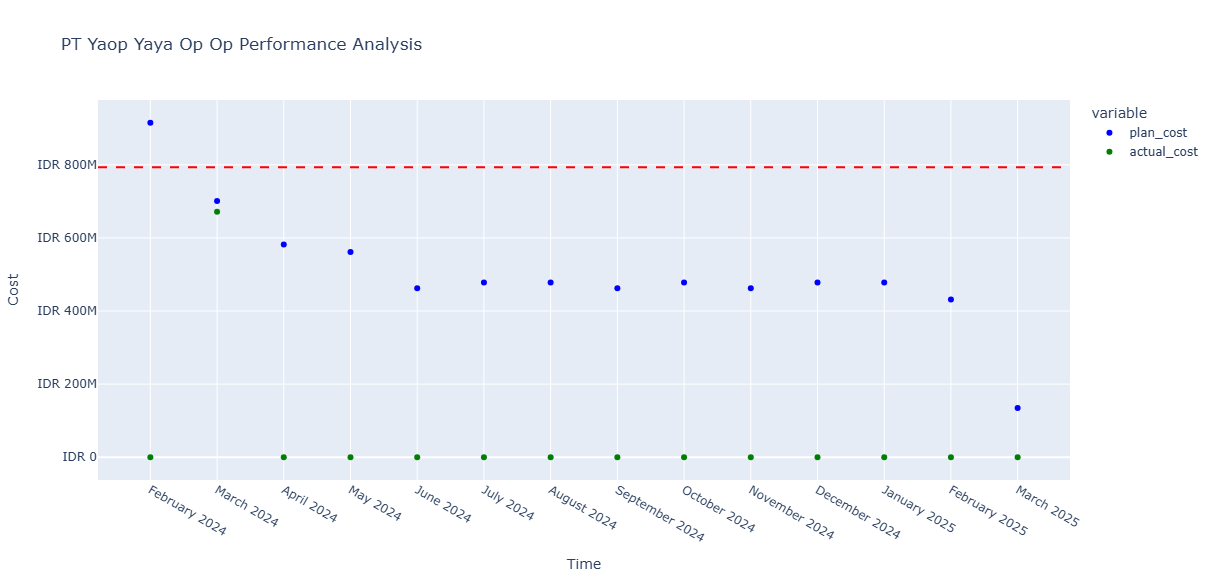 PT Yaop Yaya Op Op Performance Analysis
variable
plan_cost
actual_cost
IDR 800M
IDR 600M
IDR 400M
IDR 200M
IDR 0
Cost
February 2024
March 2024
April 2024
May 2024
June 2024
July 2024
August 2024
September 2024
October 2024
November 2024
December 2024
January 2025
February 2025
March 2025
Time